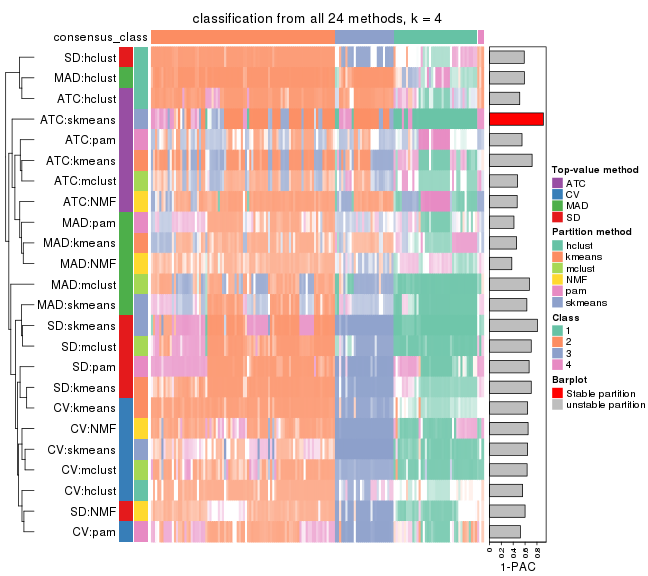 classification from all 24 methods, k = 4
consensus_class
SD:hclust
MAD:hclust
ATC:hclust
ATC:skmeans
ATC:pam
ATC:kmeans
ATC:mclust
ATC:NMF
MAD:pam
MAD:kmeans
MAD:NMF
MAD:mclust
MAD:skmeans
SD:skmeans
SD:mclust
SD:pam
SD:kmeans
CV:kmeans
CV:NMF
CV:skmeans
CV:mclust
CV:hclust
SD:NMF
CV:pam
0
0.2
0.4
0.6
0.8
1-PAC
Top-value method
ATC
CV
MAD
SD
Partition method
hclust
kmeans
mclust
NMF
pam
skmeans
Class
1
2
3
4
Barplot
Stable partition
unstable partition